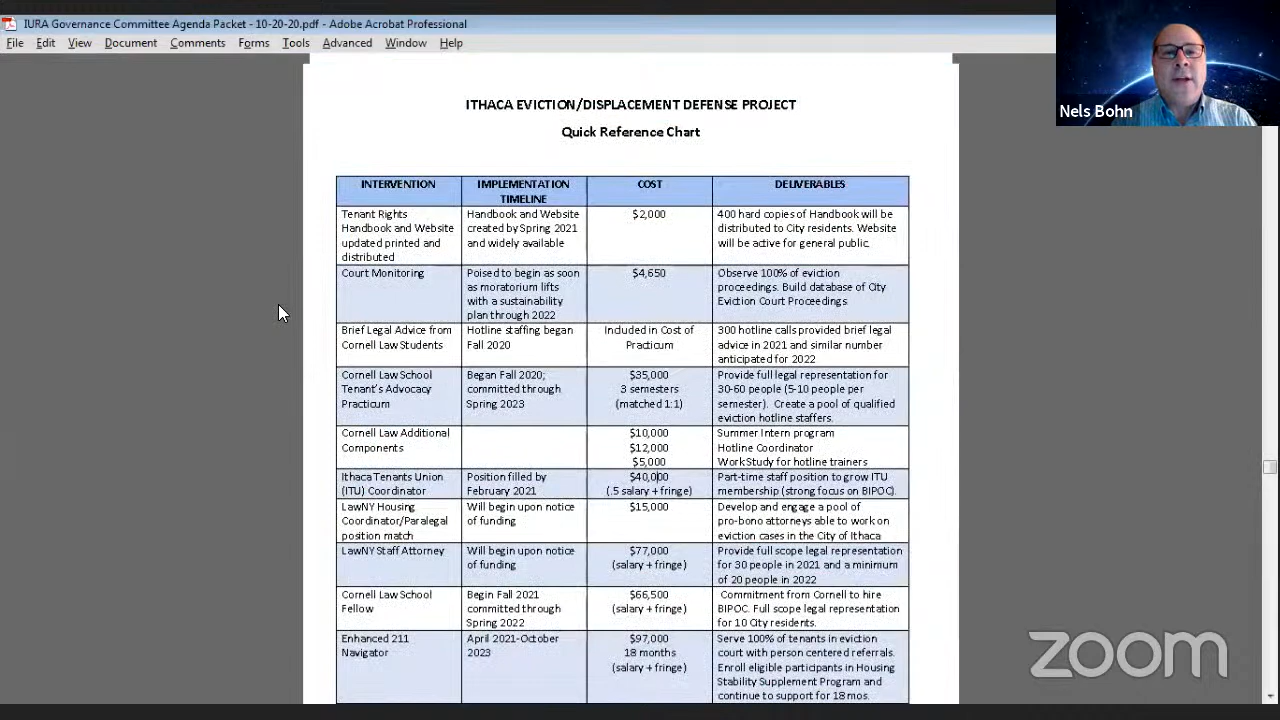 IURA Governance Committee Agenda Packet - 10-20-20.pdf - Adobe Acrobat Professional
File Edit View Document Comments Forms Tools Advanced Window Help
Nels Bohn
ITHACA EVICTION/DISPLACEMENT DEFENSE PROJECT
Quick Reference Chart
INTERVENTION
IMPLEMENTATION
TIMELINE
COST
DELIVERABLES
Tenant Rights
Handbook and Website
updated printed and
distributed
Handbook and Website
created by Spring 2021
and widely available
$2,000
400 hard copies of Handbook will be
distributed to City residents. Website
will be active for general public.
Court Monitoring
Poised to begin as soon
as moratorium lifts
with a sustainability
plan through 2022
$4,650
Observe 100% of eviction
proceedings. Build database of City
Eviction Court Proceedings
Brief Legal Advice from
Cornell Law Students
Hotline staffing began
Fall 2020
Included in Cost of
Practicum
300 hotline calls provided brief legal
advice in 2021 and similar number
anticipated for 2022
Cornell Law School
Tenant's Advocacy
Practicum
Began Fall 2020;
committed through
Spring 2023
$35,000
3 semesters
(matched 1:1)
Provide full legal representation for
30-60 people (5-10 people per
semester). Create a pool of qualified
eviction hotline staffers.
Cornell Law Additional
Components
$10,000
$12,000
$5,000
Summer Intern program
Hotline Coordinator
Work Study for hotline trainers
Ithaca Tenants Union
(ITU) Coordinator
Position filled by
February 2021
$40,000
(.5 salary + fringe)
Part-time staff position to grow ITU
membership (strong focus on BIPOC).
LawNY Housing
Coordinator/Paralegal
position match
Will begin upon notice
of funding
$15,000
Develop and engage a pool of
pro-bono attorneys able to work on
eviction cases in the City of Ithaca
LawNY Staff Attorney
Will begin upon notice
of funding
$77,000
(salary + fringe)
Provide full scope legal representation
for 30 people in 2021 and a minimum
of 20 people in 2022
Cornell Law School
Fellow
Begin Fall 2021
committed through
Spring 2022
$66,500
(salary + fringe)
Commitment from Cornell to hire
BIPOC. Full scope legal representation
for 10 City residents.
Enhanced 211
Navigator
April 2021-October
2023
$97,000
18 months
(salary + fringe)
Serve 100% of tenants in eviction
court with person centered referrals.
Enroll eligible participants in Housing
Stability Supplement Program and
continue to support for 18 mos.
zoom